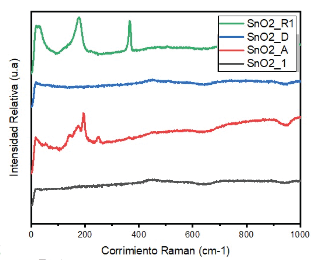 SnO2_R1
SnO2_D
SnO2_A
SnO2_1
Intensidad Relativa (u.a)
0 200 400 600 800 1000
Corrimiento Raman (cm-1)